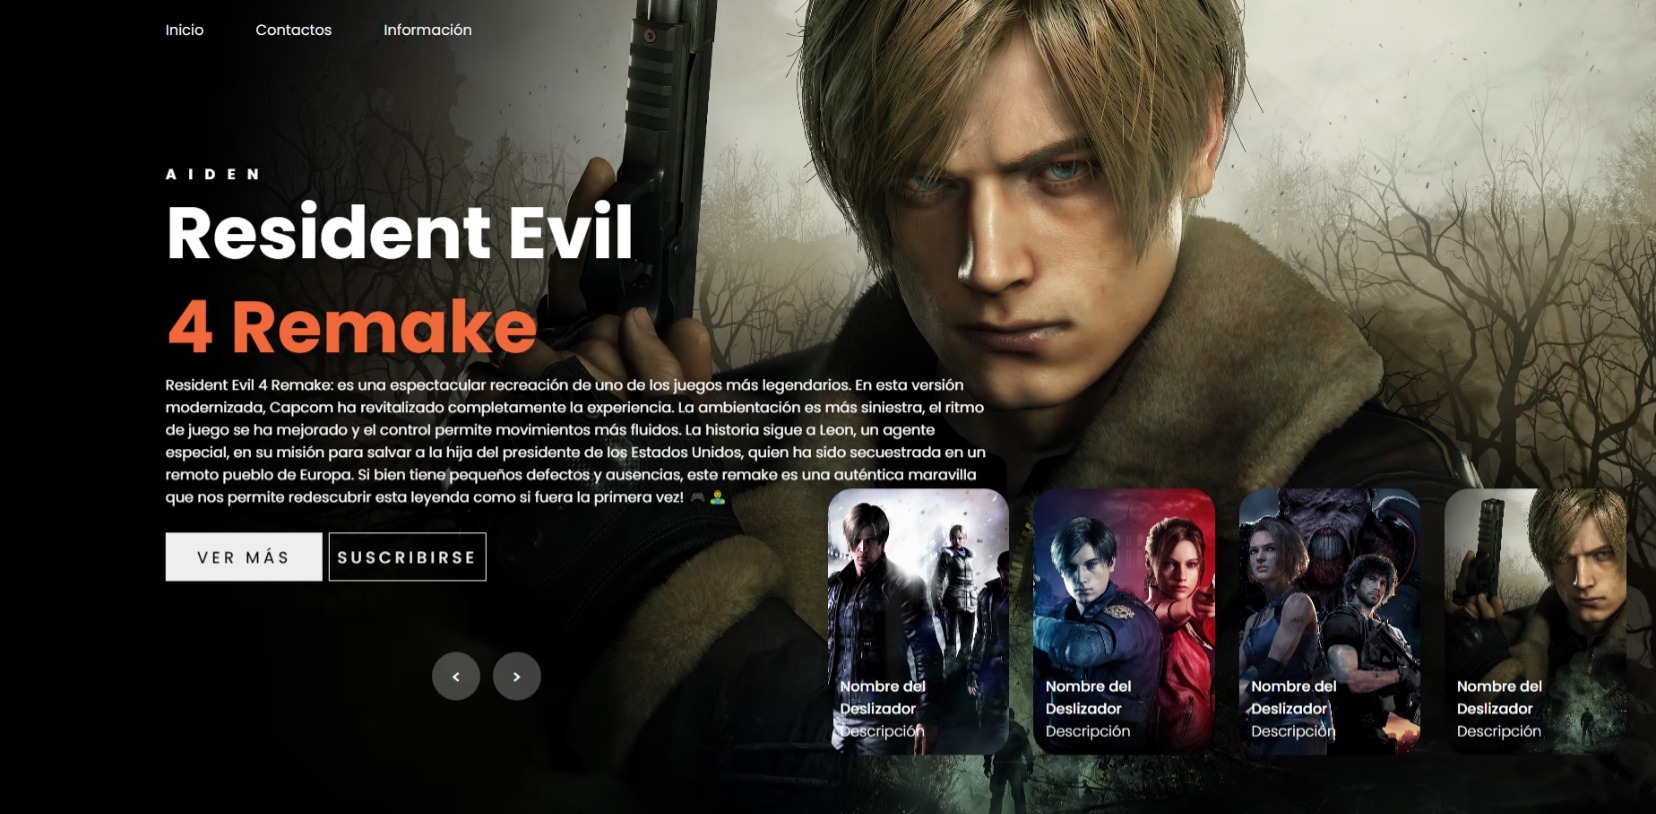 Inicio
Contactos
Información
AIDEN
Resident Evil
4 Remake
Resident Evil 4 Remake: es una espectacular recreación de uno de los juegos más legendarios. En esta versión
modernizada, Capcom ha revitalizado completamente la experiencia. La ambientación es más siniestra, el ritmo
de juego se ha mejorado y el control permite movimientos más fluidos. La historia sigue a Leon, un agente
especial, en su misión para salvar a la hija del presidente de los Estados Unidos, quien ha sido secuestrada en un
remoto pueblo de Europa. Si bien tiene pequeños defectos y ausencias, este remake es una auténtica maravilla
que nos permite redescubrir esta leyenda como si fuera la primera vez! 🎮 🧟‍♂️
VER MÁS
SUSCRIBIRSE
<
>
Nombre del
Deslizador
Descripción
Nombre del
Deslizador
Descripción
Nombre del
Deslizador
Descripción
Nombre del
Deslizador
Descripción